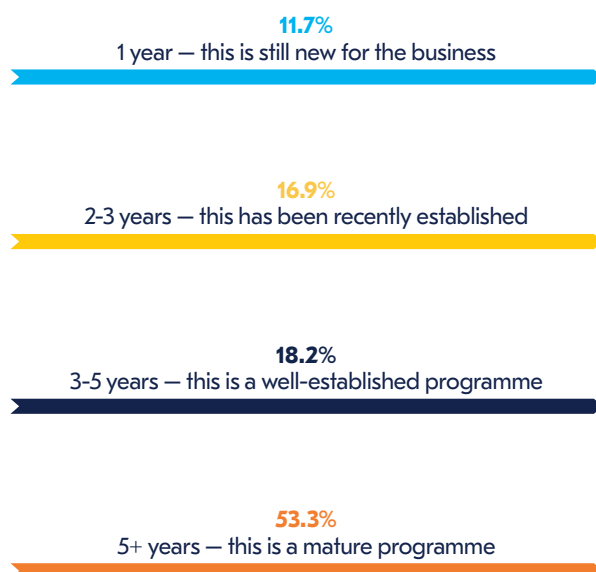 11.7%
1 year — this is still new for the business
16.9%
2-3 years — this has been recently established
18.2%
3-5 years — this is a well-established programme
53.3%
5+ years — this is a mature programme